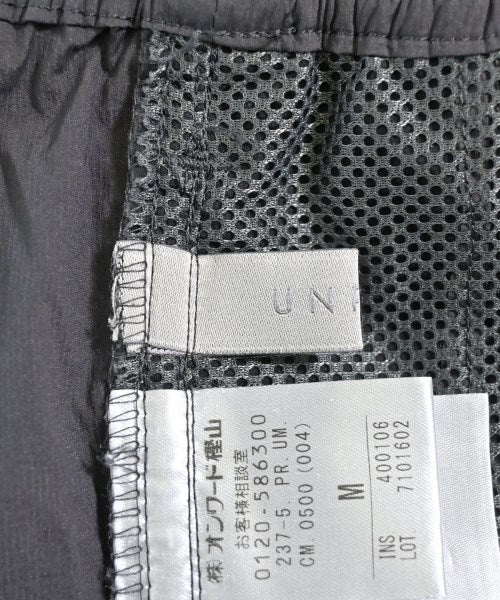 UN
(株)オンワード樫山
お客様相談室
0120-586300
237-5. PR. UM.
CM. 0500 (004)
M
INS 400106
LOT 7101602